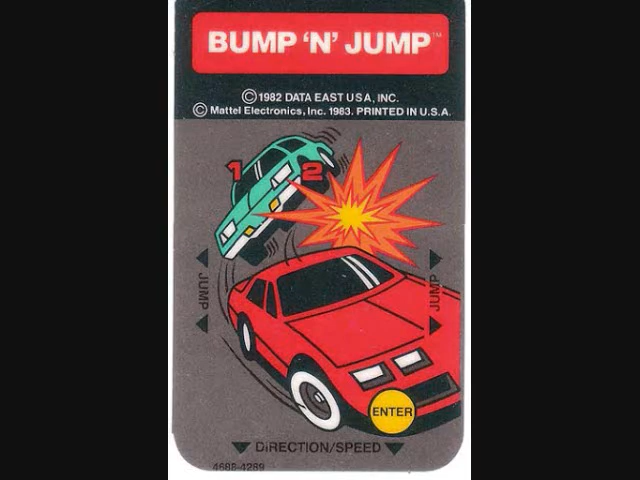 BUMP 'N' JUMP™
©1982 DATA EAST USA, INC.
© Mattel Electronics, Inc. 1983. PRINTED IN U.S.A.
1 2
JUMP
JUMP
ENTER
DIRECTION/SPEED
4688-4289